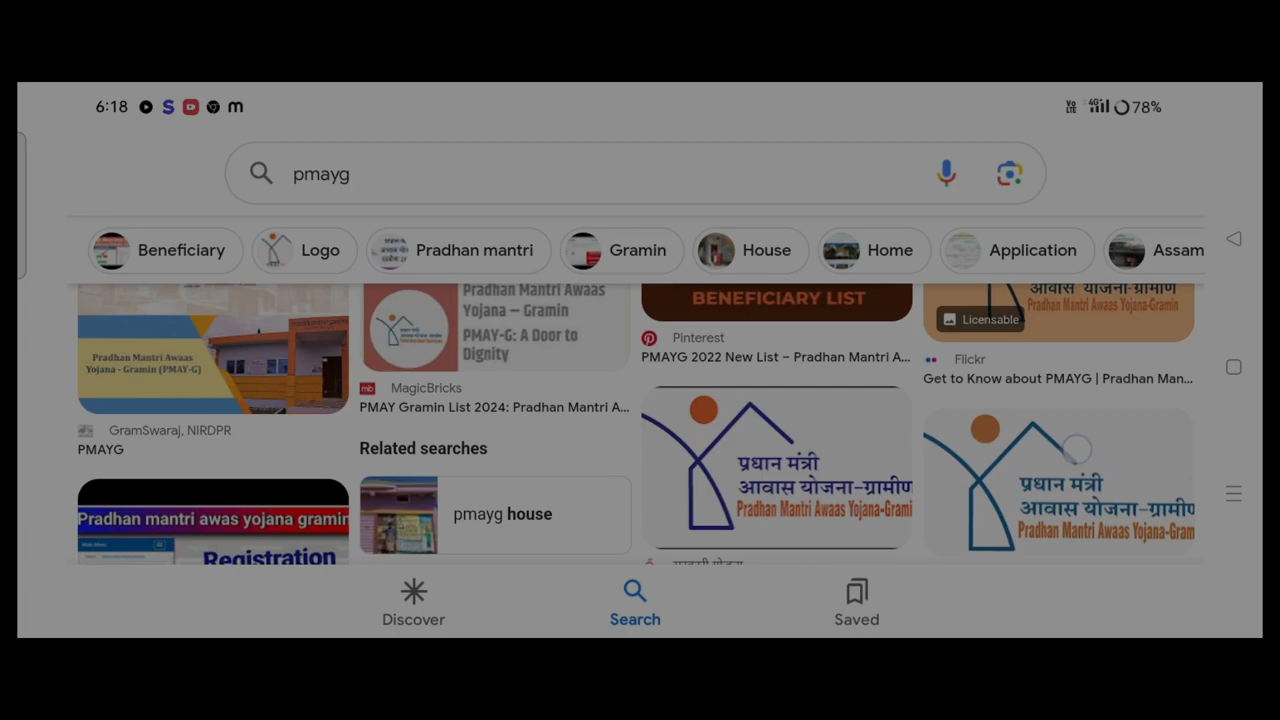 6:18
Vo LTE 4G+ 78%
pmayg
Beneficiary
Logo
Pradhan mantri
Gramin
House
Home
Application
Assam
Pradhan Mantri Awaas
Yojana - Gramin (PMAY-G)
GramSwaraj, NIRDPR
PMAYG
Pradhan mantri awas yojana gramin
Registration
Pradhan Mantri Awaas
Yojana – Gramin
PMAY-G: A Door to
Dignity
MagicBricks
PMAY Gramin List 2024: Pradhan Mantri A...
Related searches
pmayg house
BENEFICIARY LIST
Pinterest
PMAYG 2022 New List – Pradhan Mantri A...
प्रधान मंत्री
आवास योजना-ग्रामीण
Pradhan Mantri Awaas Yojana-Grami
आवास योजना-ग्रामीण
Pradhan Mantri Awaas Yojana-Gramin
Licensable
Flickr
Get to Know about PMAYG | Pradhan Man...
प्रधान मंत्री
आवास योजना-ग्रामीण
Pradhan Mantri Awaas Yojana-Gram
Discover
Search
Saved